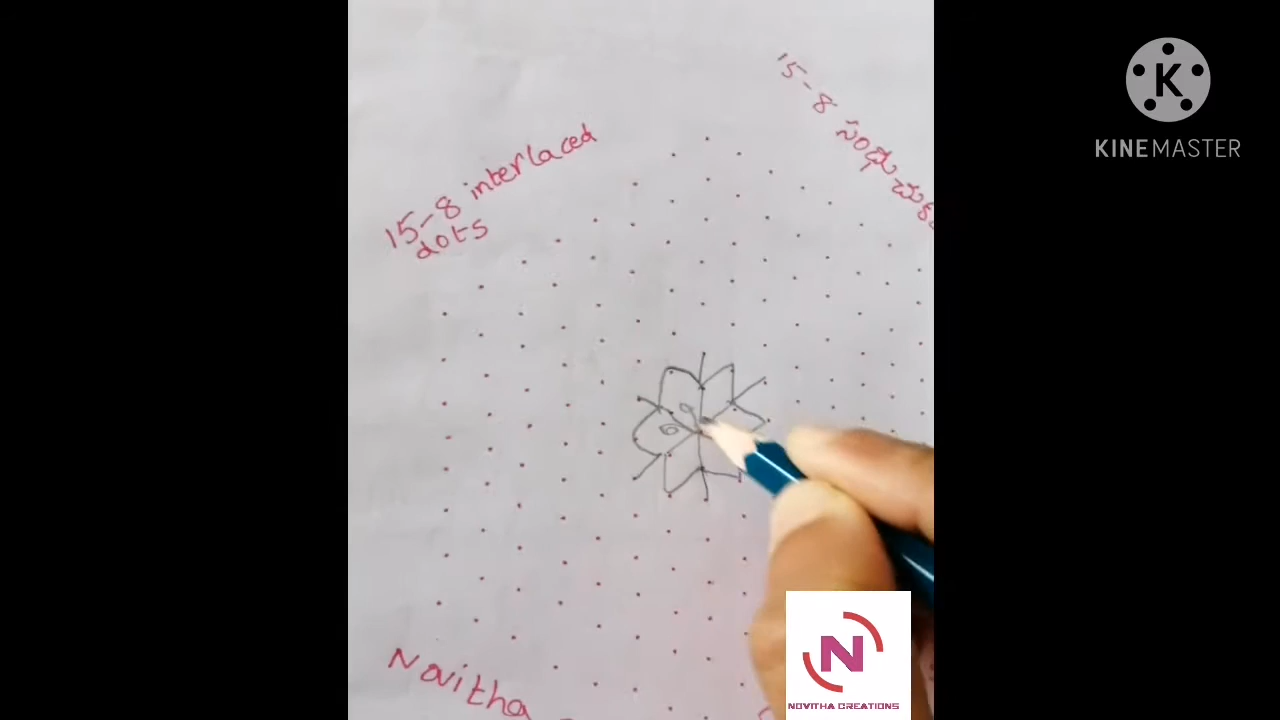 15-8 interlaced
dots
15-8 ಸಂಧು
Novitha
KINEMASTER
N
NOVITHA CREATIONS